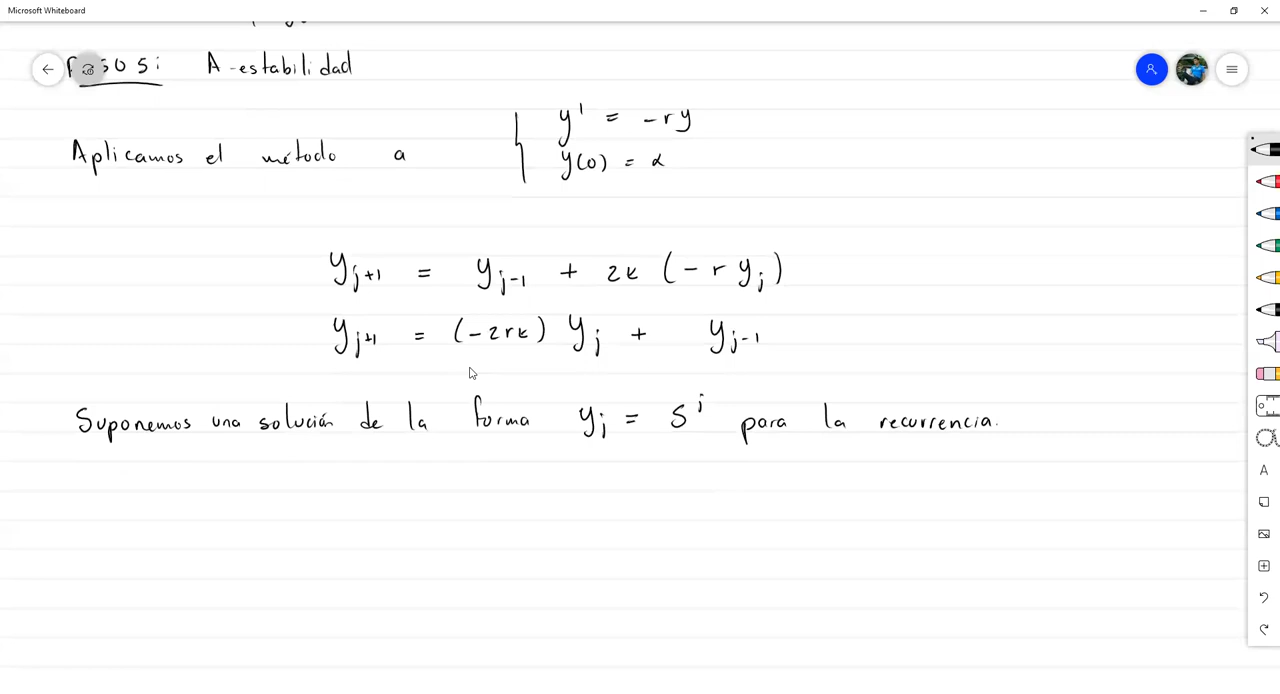 Microsoft Whiteboard
Paso 5: A-estabilidad
Aplicamos el método a
y' = -ry
y(0) = α
y_{j+1} = y_{j-1} + 2k (-r y_j)
y_{j+1} = (-2rk) y_j + y_{j-1}
Suponemos una solución de la forma y_j = s^j para la recurrencia.
A